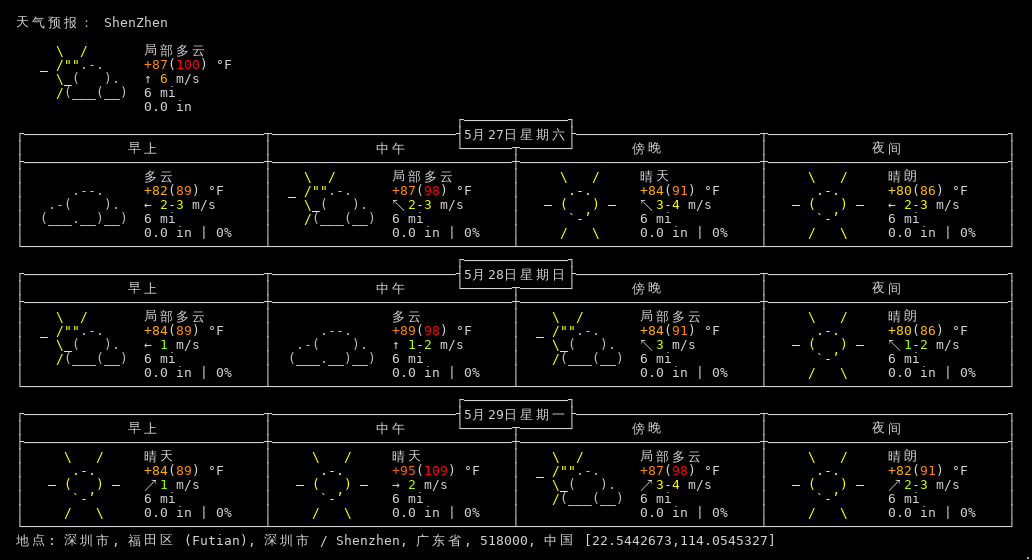 天气预报： ShenZhen
局部多云
+87(100) °F
↑ 6 m/s
6 mi
0.0 in
5月27日星期六
早上 中午 傍晚 夜间
多云 局部多云 晴天 晴朗
+82(89) °F +87(98) °F +84(91) °F +80(86) °F
← 2-3 m/s ↖ 2-3 m/s ↖ 3-4 m/s ← 2-3 m/s
6 mi 6 mi 6 mi 6 mi
0.0 in | 0% 0.0 in | 0% 0.0 in | 0% 0.0 in | 0%
5月28日星期日
早上 中午 傍晚 夜间
局部多云 多云 局部多云 晴朗
+84(89) °F +89(98) °F +84(91) °F +80(86) °F
← 1 m/s ↑ 1-2 m/s ↖ 3 m/s ↖ 1-2 m/s
6 mi 6 mi 6 mi 6 mi
0.0 in | 0% 0.0 in | 0% 0.0 in | 0% 0.0 in | 0%
5月29日星期一
早上 中午 傍晚 夜间
晴天 晴天 局部多云 晴朗
+84(89) °F +95(109) °F +87(98) °F +82(91) °F
↗ 1 m/s → 2 m/s ↗ 3-4 m/s ↗ 2-3 m/s
6 mi 6 mi 6 mi 6 mi
0.0 in | 0% 0.0 in | 0% 0.0 in | 0% 0.0 in | 0%
地点: 深圳市, 福田区 (Futian), 深圳市 / Shenzhen, 广东省, 518000, 中国 [22.5442673,114.0545327]